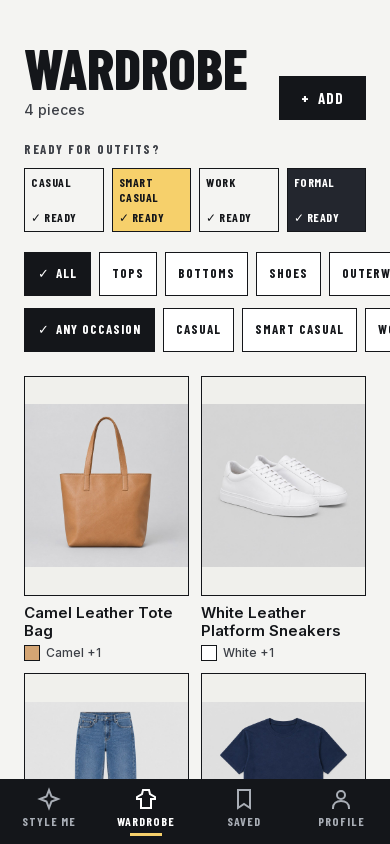 WARDROBE
4 pieces
+ ADD
READY FOR OUTFITS?
CASUAL
✓ READY
SMART CASUAL
✓ READY
WORK
✓ READY
FORMAL
✓ READY
✓ ALL
TOPS
BOTTOMS
SHOES
OUTERW
✓ ANY OCCASION
CASUAL
SMART CASUAL
WO
Camel Leather Tote
Bag
Camel +1
White Leather
Platform Sneakers
White +1
STYLE ME
WARDROBE
SAVED
PROFILE